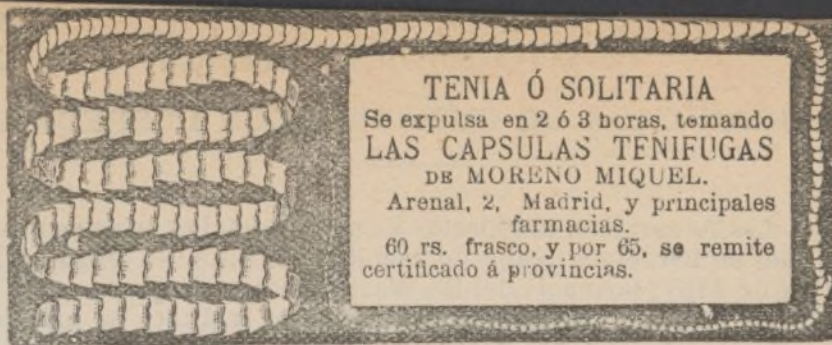 TENIA Ó SOLITARIA
Se expulsa en 2 ó 3 horas, tomando
LAS CAPSULAS TENIFUGAS
DE MORENO MIQUEL.
Arenal, 2, Madrid, y principales
farmacias.
60 rs. frasco, y por 65, se remite
certificado á provincias.